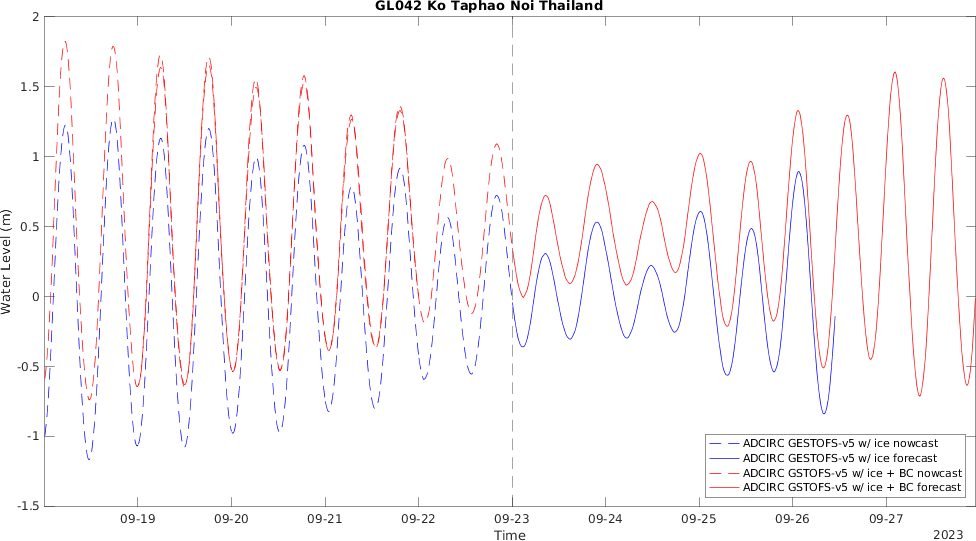 GL042 Ko Taphao Noi Thailand
2
1.5
1
0.5
0
-0.5
-1
-1.5
Water Level (m)
09-19
09-20
09-21
09-22
09-23
09-24
09-25
09-26
09-27
Time
2023
ADCIRC GESTOFS-v5 w/ ice nowcast
ADCIRC GESTOFS-v5 w/ ice forecast
ADCIRC GSTOFS-v5 w/ ice + BC nowcast
ADCIRC GSTOFS-v5 w/ ice + BC forecast